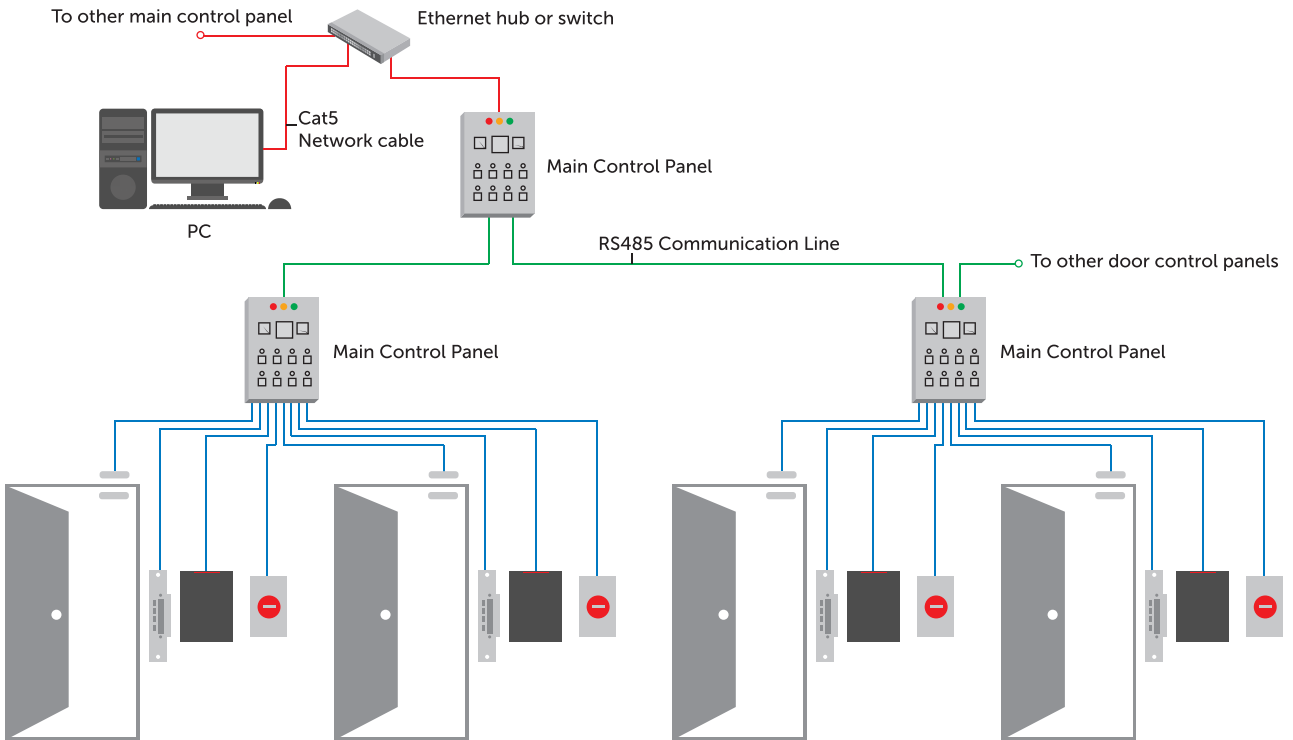 To other main control panel
Ethernet hub or switch
Cat5
Network cable
Main Control Panel
PC
RS485 Communication Line
To other door control panels
Main Control Panel
Main Control Panel